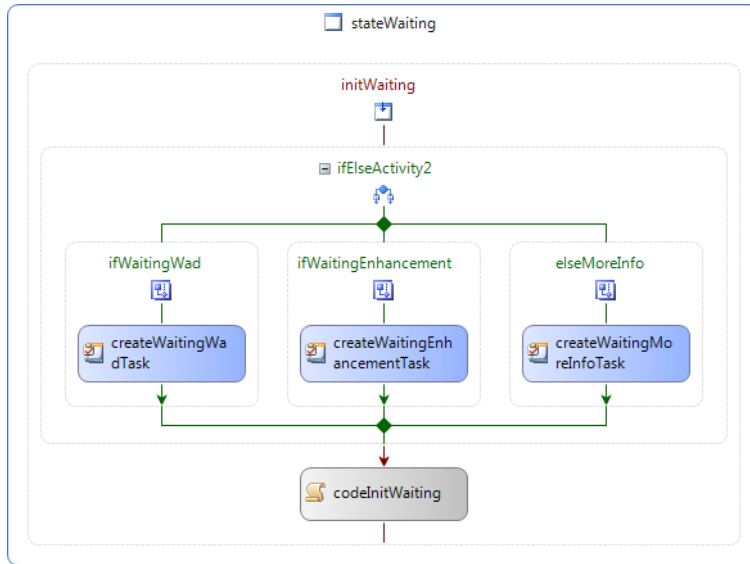 stateWaiting
initWaiting
ifElseActivity2
ifWaitingWad
ifWaitingEnhancement
elseMoreInfo
createWaitingWa
dTask
createWaitingEnh
ancementTask
createWaitingMo
reInfoTask
codeInitWaiting